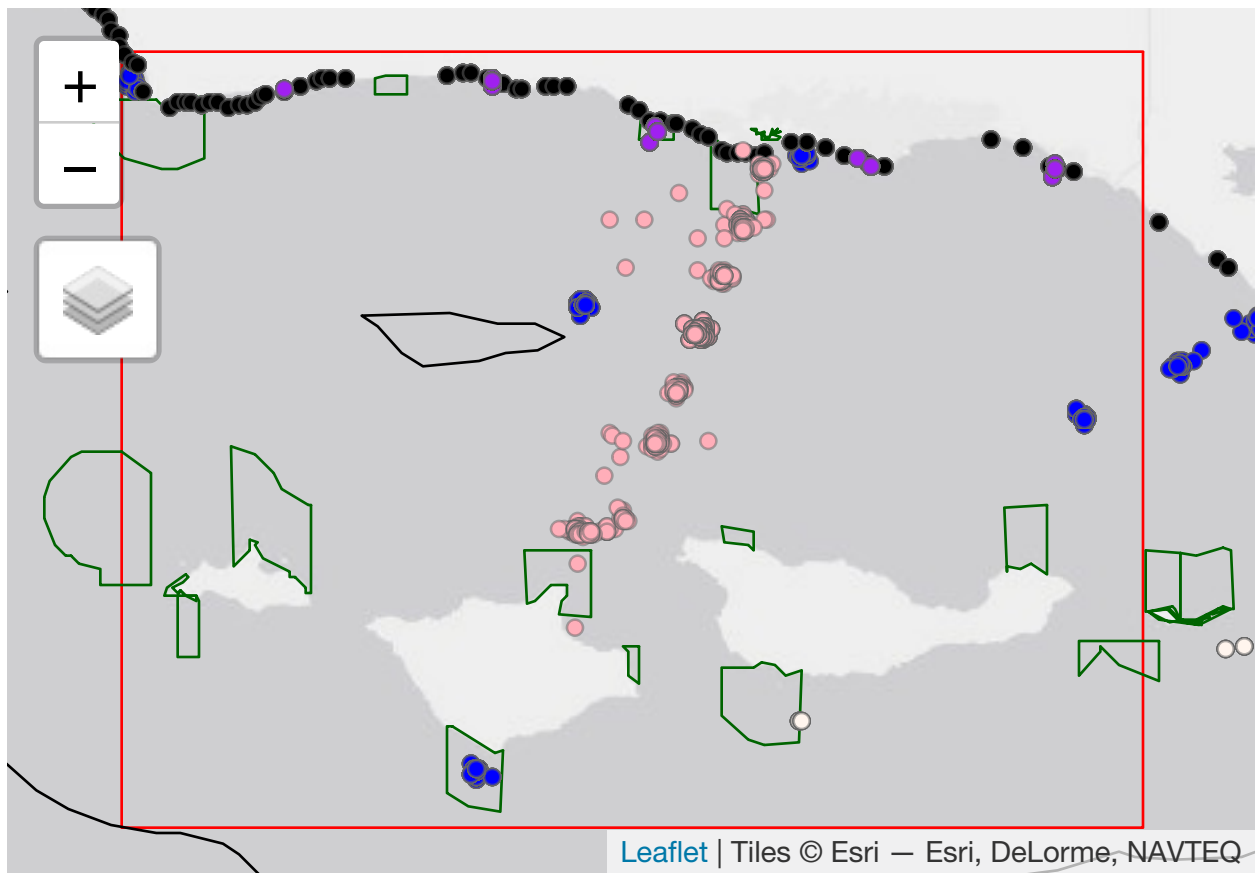 +
−
Leaflet | Tiles © Esri — Esri, DeLorme, NAVTEQ